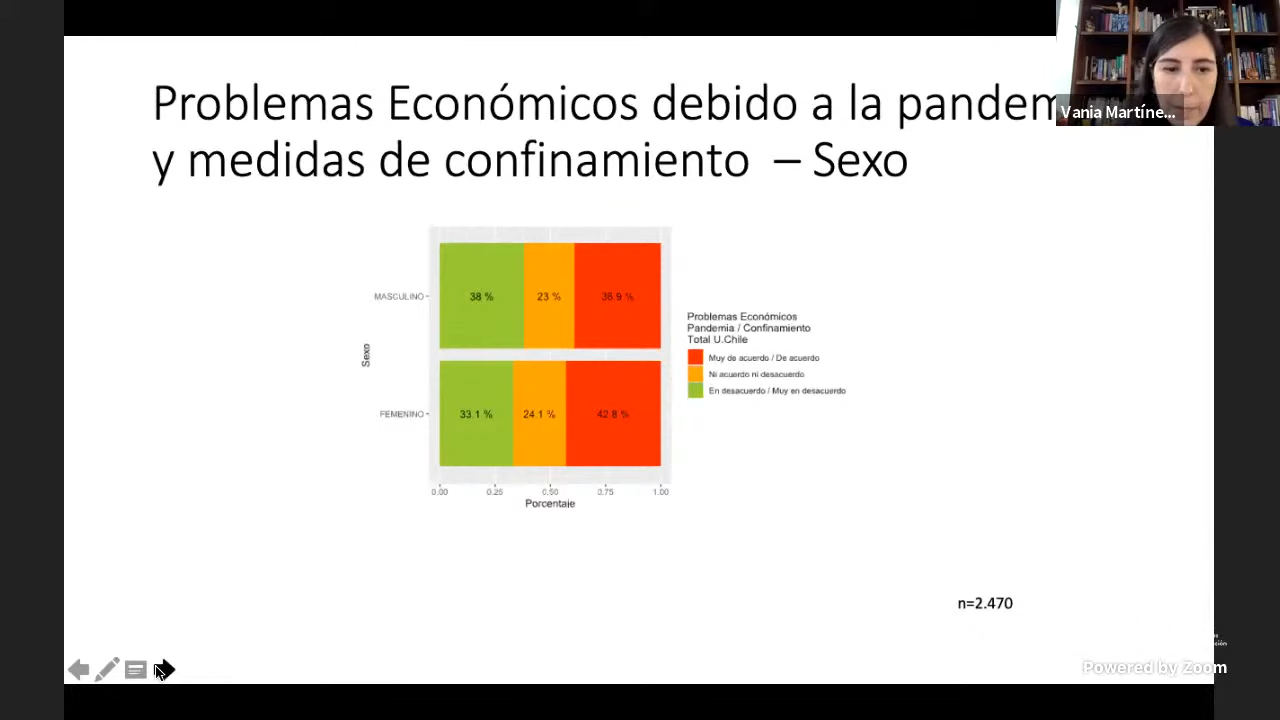 Problemas Económicos debido a la pandem
y medidas de confinamiento – Sexo
Vania Martíne...
MASCULINO
38 %
23 %
38.9 %
Sexo
FEMENINO
33.1 %
24.1 %
42.8 %
0.00 0.25 0.50 0.75 1.00
Porcentaje
Problemas Económicos
Pandemia / Confinamiento
Total U.Chile
Muy de acuerdo / De acuerdo
Ni acuerdo ni desacuerdo
En desacuerdo / Muy en desacuerdo
n=2.470
Powered by Zoom